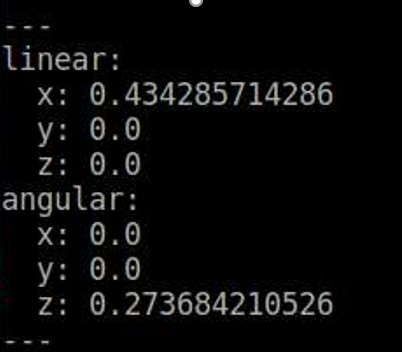 ---
linear:
  x: 0.434285714286
  y: 0.0
  z: 0.0
angular:
  x: 0.0
  y: 0.0
  z: 0.273684210526
---